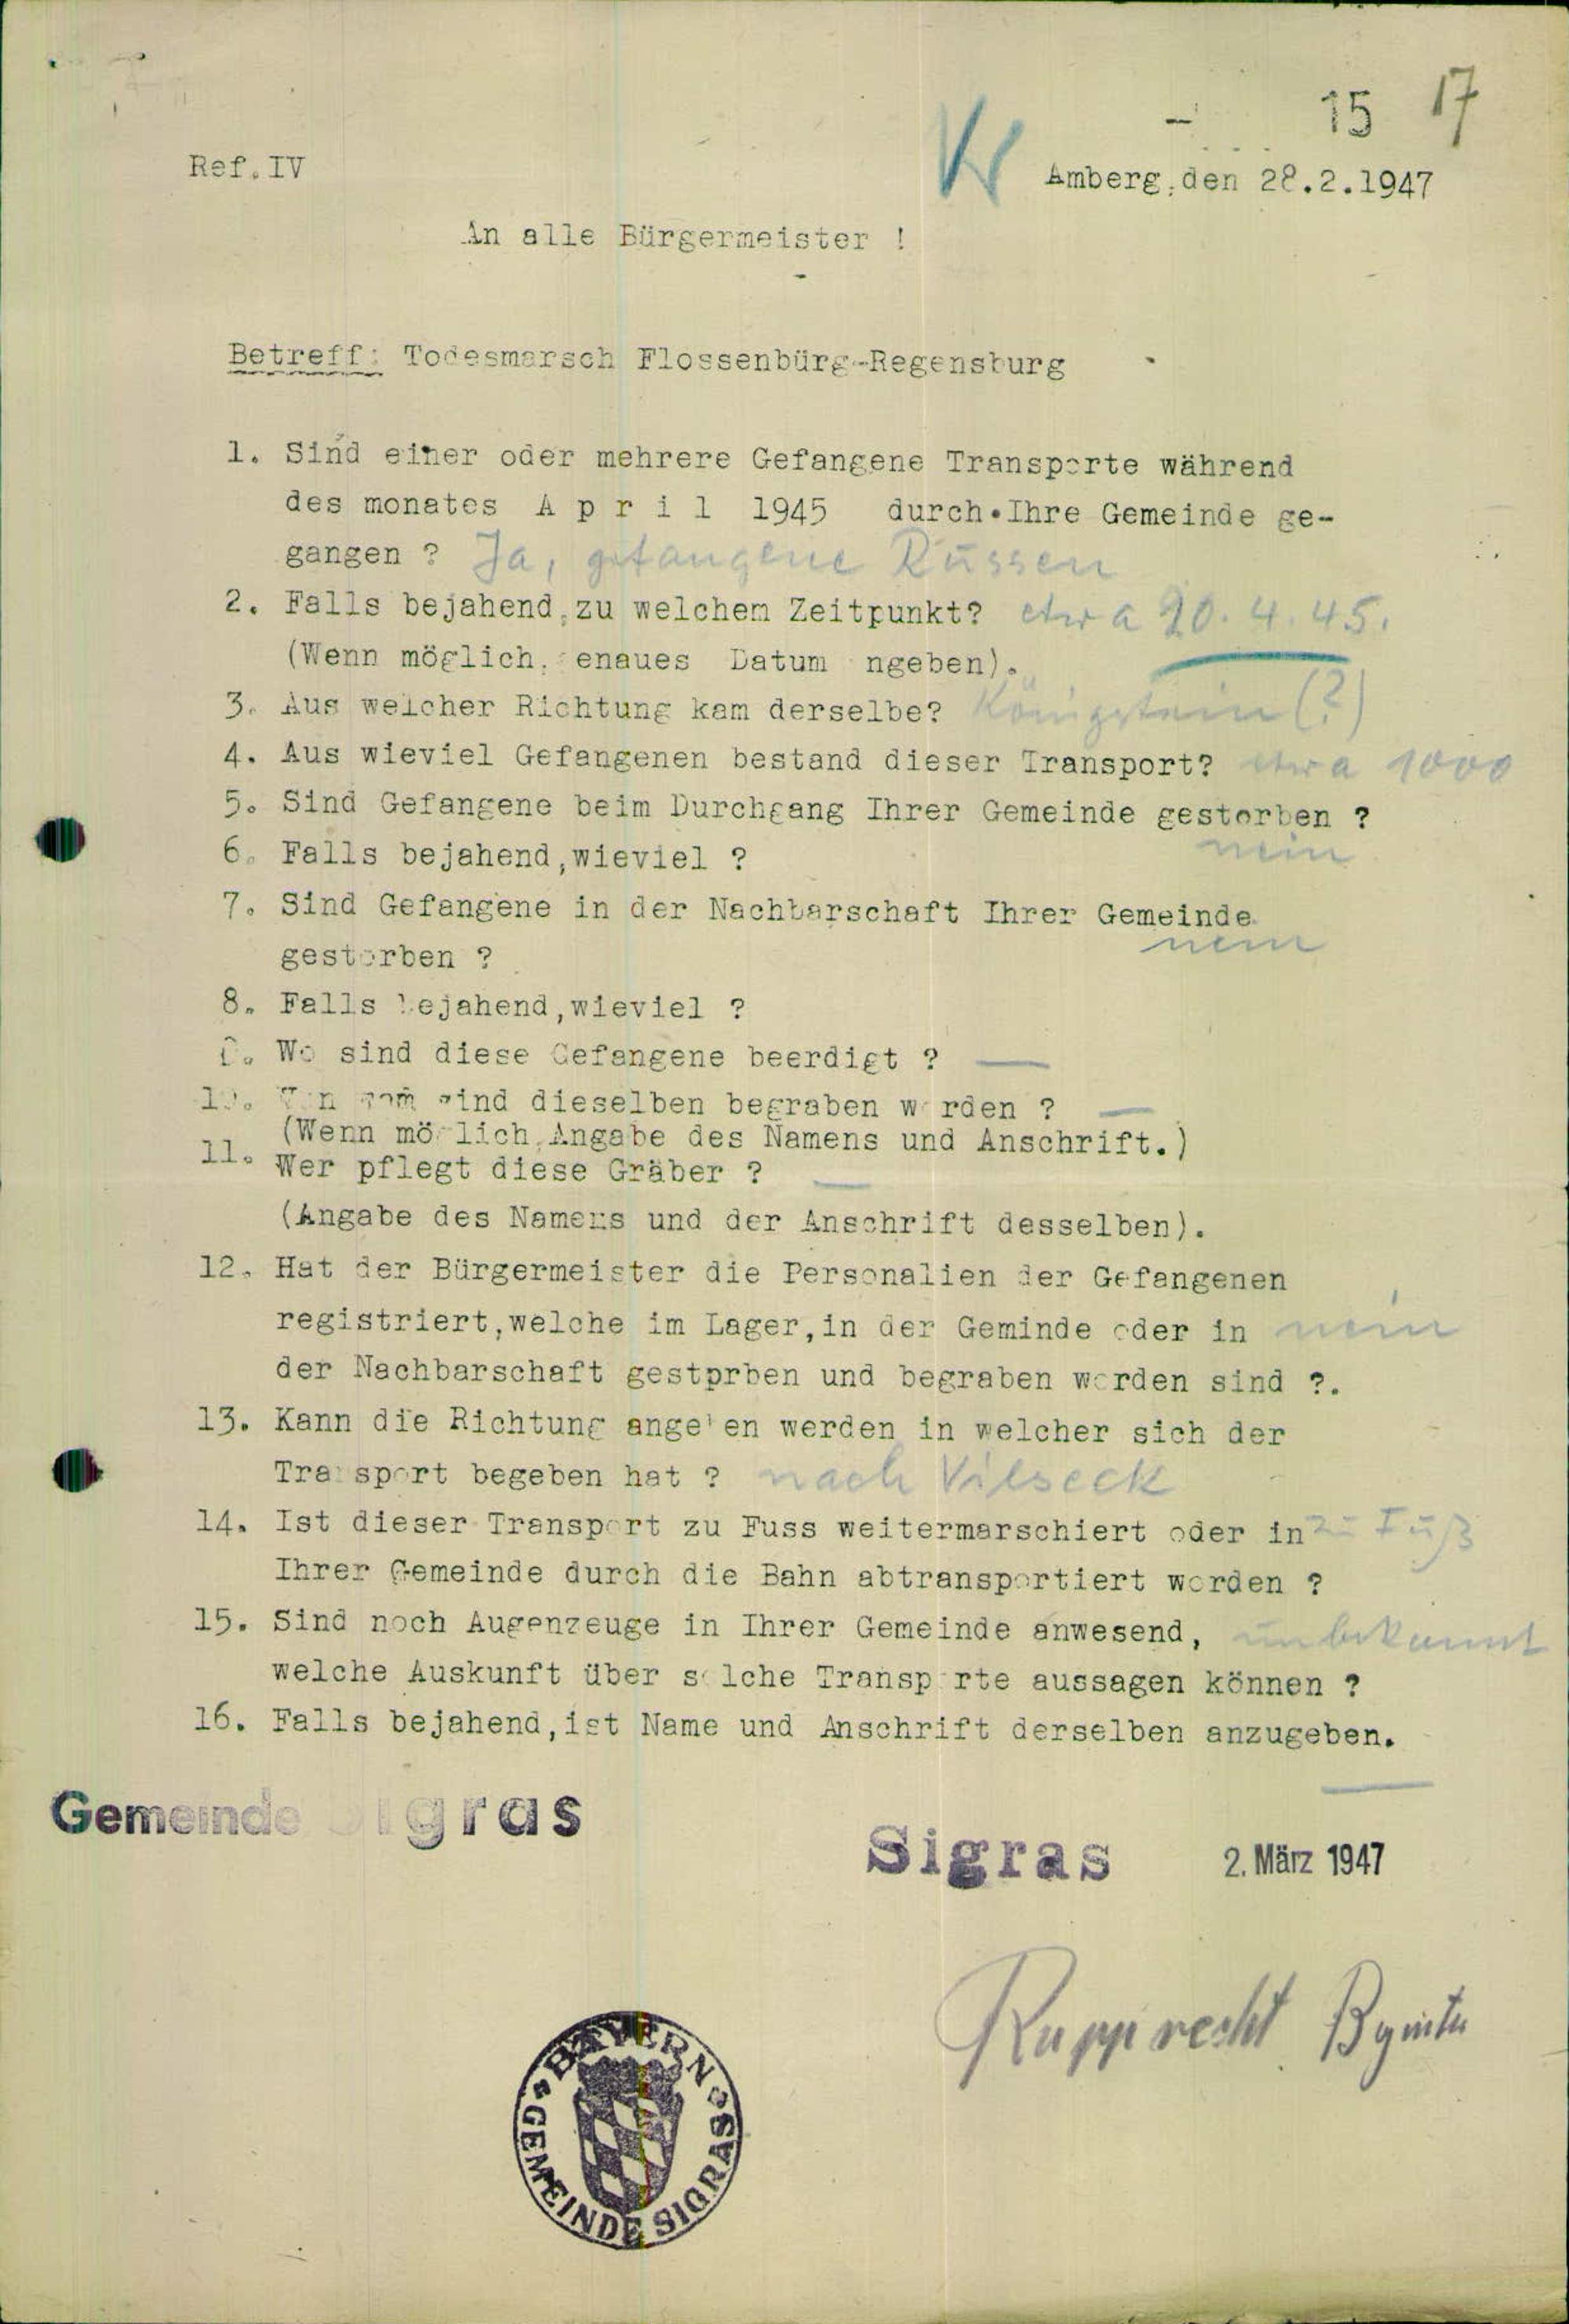 15 17
Ref.IV
Amberg,den 28.2.1947
An alle Bürgermeister !
Betreff: Todesmarsch Flossenbürg-Regensburg
1. Sind einer oder mehrere Gefangene Transporte während
des monates A p r i l 1945 durch Ihre Gemeinde ge-
gangen ? Ja, gefangene Russen
2. Falls bejahend,zu welchem Zeitpunkt? etwa 20. 4. 45.
(Wenn möglich, enaues Datum ngeben).
3. Aus welcher Richtung kam derselbe? Königstein (?)
4. Aus wieviel Gefangenen bestand dieser Transport? etwa 1000
5. Sind Gefangene beim Durchgang Ihrer Gemeinde gestorben ?
nein
6. Falls bejahend,wieviel ?
7. Sind Gefangene in der Nachbarschaft Ihrer Gemeinde
nein
gestorben ?
8. Falls bejahend,wieviel ?
9. Wo sind diese Gefangene beerdigt ? —
10. Von wem sind dieselben begraben worden ? —
(Wenn möglich,Angabe des Namens und Anschrift.)
11. Wer pflegt diese Gräber ? —
(Angabe des Namens und der Anschrift desselben).
12. Hat der Bürgermeister die Personalien der Gefangenen
registriert,welche im Lager,in der Geminde oder in nein
der Nachbarschaft gestprben und begraben worden sind ?.
13. Kann die Richtung angeben werden in welcher sich der
Transport begeben hat ? nach Vilseck
14. Ist dieser Transport zu Fuss weitermarschiert oder in zu Fuß
Ihrer Gemeinde durch die Bahn abtransportiert worden ?
15. Sind noch Augenzeuge in Ihrer Gemeinde anwesend, unbekannt
welche Auskunft über solche Transporte aussagen können ?
16. Falls bejahend,ist Name und Anschrift derselben anzugeben.
—
Gemeinde Sigras
Sigras 2. März 1947
Rupprecht Bgmstr
BAYERN
GEMEINDE SIGRAS